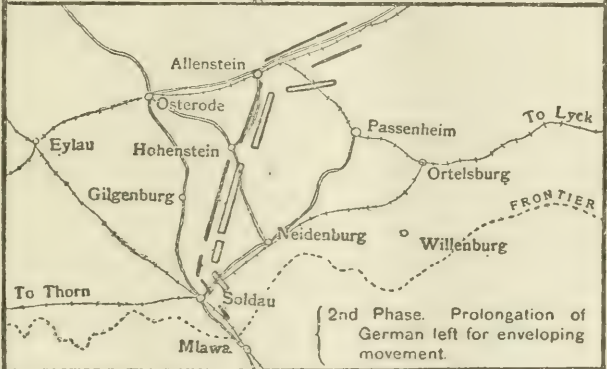 Allenstein
Osterode
Passenheim
To Lyck
Eylau
Hohenstein
Ortelsburg
Gilgenburg
FRONTIER
Neidenburg
Willenburg
To Thorn
Soldau
Mlawa
2nd Phase. Prolongation of
German left for enveloping
movement.